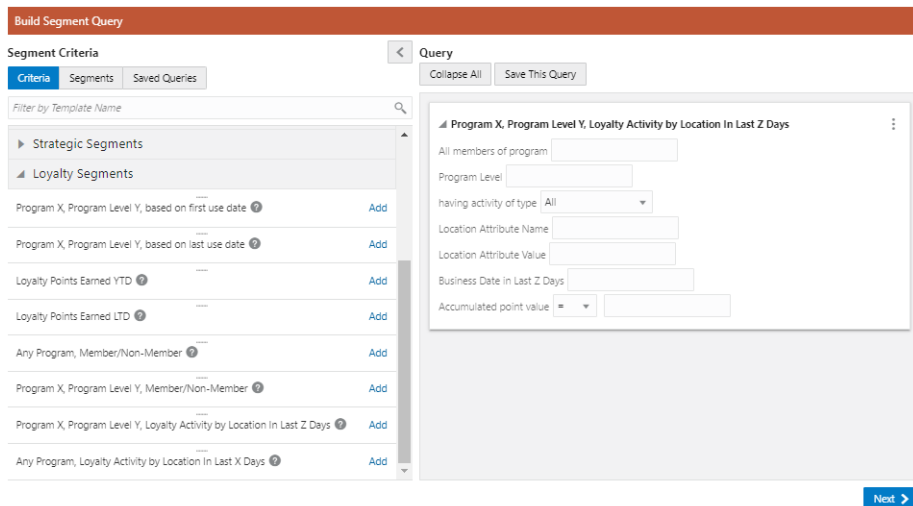 Build Segment Query
Segment Criteria
Criteria
Segments
Saved Queries
Filter by Template Name
Strategic Segments
Loyalty Segments
Program X, Program Level Y, based on first use date
Add
Program X, Program Level Y, based on last use date
Add
Loyalty Points Earned YTD
Add
Loyalty Points Earned LTD
Add
Any Program, Member/Non-Member
Add
Program X, Program Level Y, Member/Non-Member
Add
Program X, Program Level Y, Loyalty Activity by Location In Last Z Days
Add
Any Program, Loyalty Activity by Location In Last X Days
Add
Query
Collapse All
Save This Query
Program X, Program Level Y, Loyalty Activity by Location In Last Z Days
All members of program
Program Level
having activity of type All
Location Attribute Name
Location Attribute Value
Business Date in Last Z Days
Accumulated point value =
Next